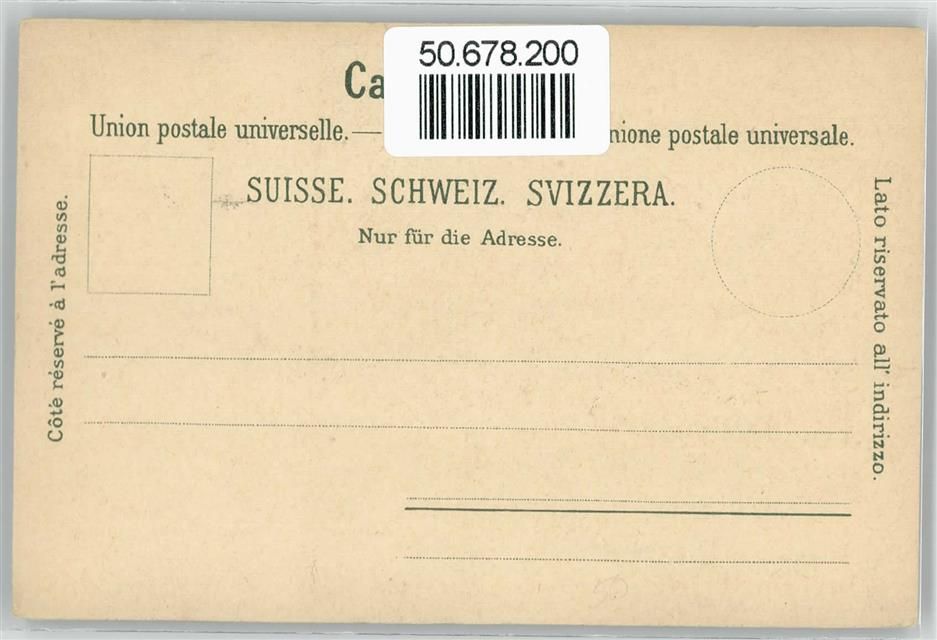 50.678.200
Ca
Union postale universelle.— nione postale universale.
SUISSE. SCHWEIZ. SVIZZERA.
Nur für die Adresse.
Côté réservé à l'adresse.
Lato riservato all' indirizzo.